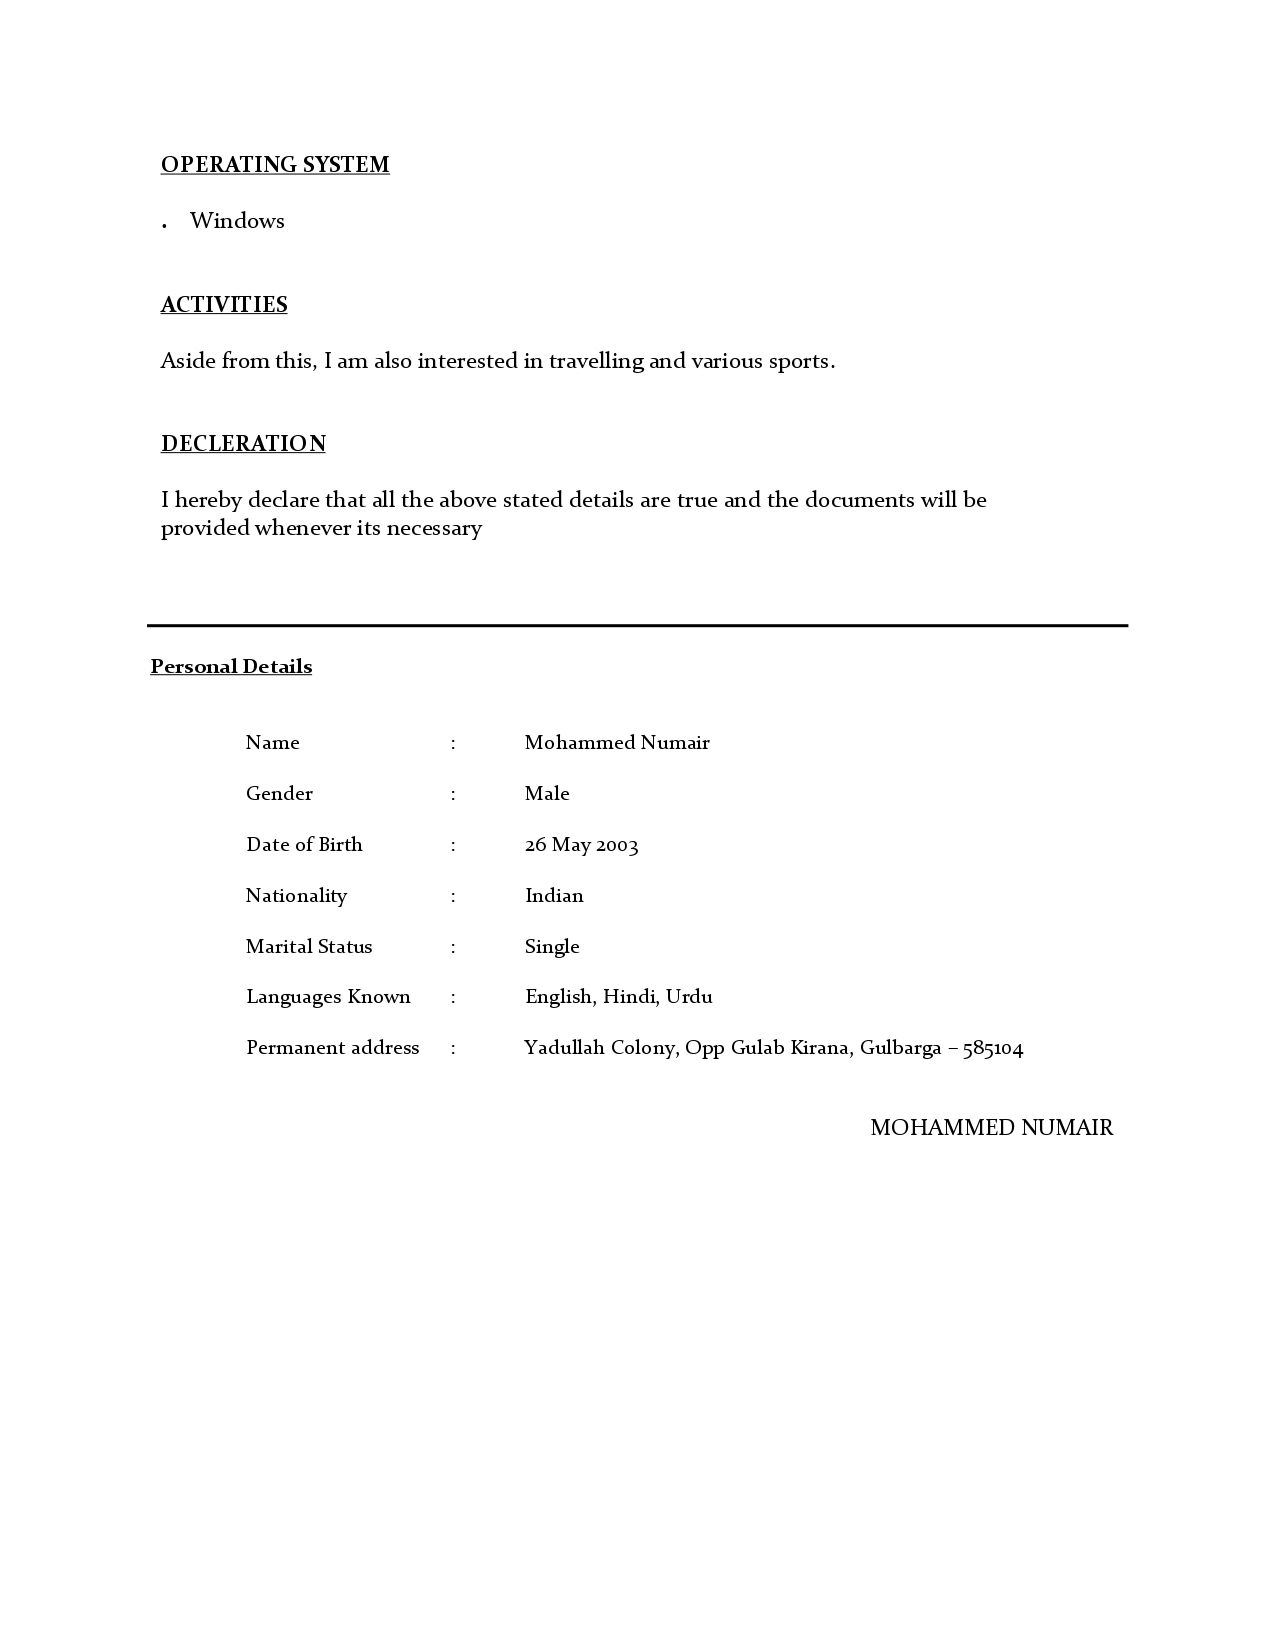 OPERATING SYSTEM
. Windows
ACTIVITIES
Aside from this, I am also interested in travelling and various sports.
DECLERATION
I hereby declare that all the above stated details are true and the documents will be
provided whenever its necessary
Personal Details
Name : Mohammed Numair
Gender : Male
Date of Birth : 26 May 2003
Nationality : Indian
Marital Status : Single
Languages Known : English, Hindi, Urdu
Permanent address : Yadullah Colony, Opp Gulab Kirana, Gulbarga – 585104
MOHAMMED NUMAIR